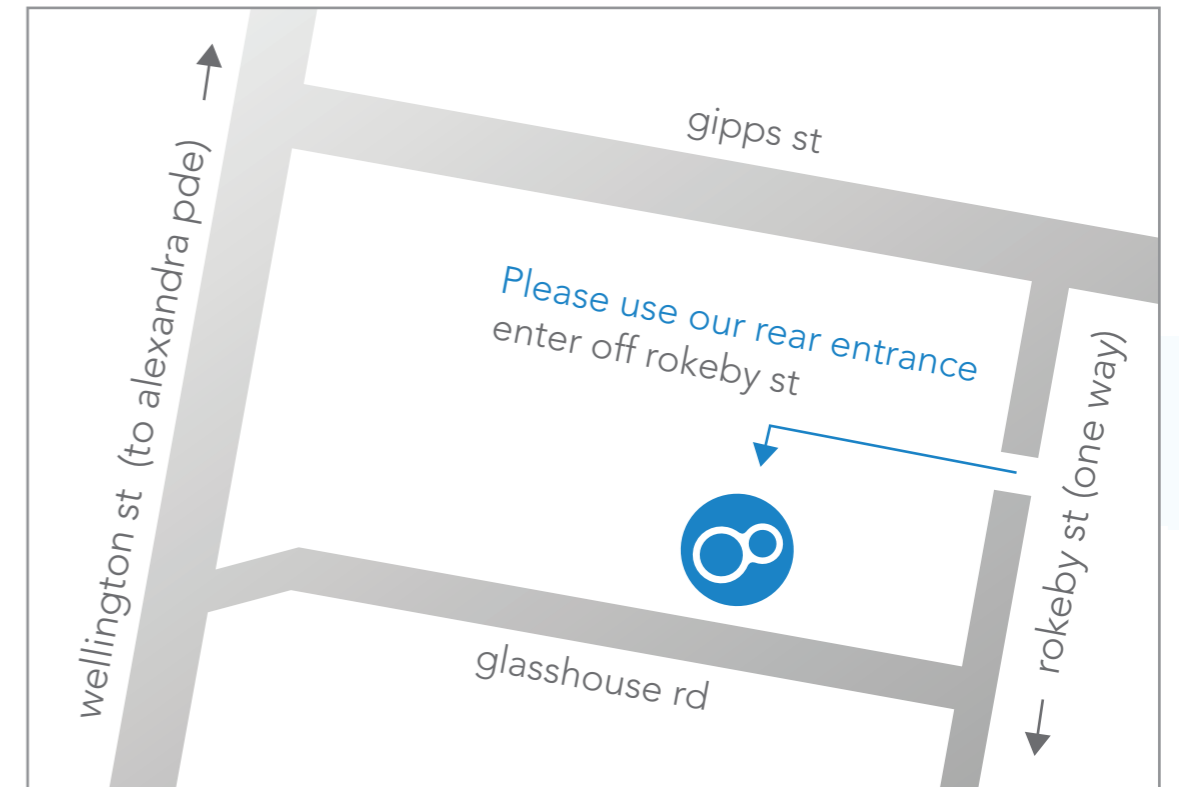 gipps st
wellington st (to alexandra pde)
Please use our rear entrance
enter off rokeby st
rokeby st (one way)
glasshouse rd